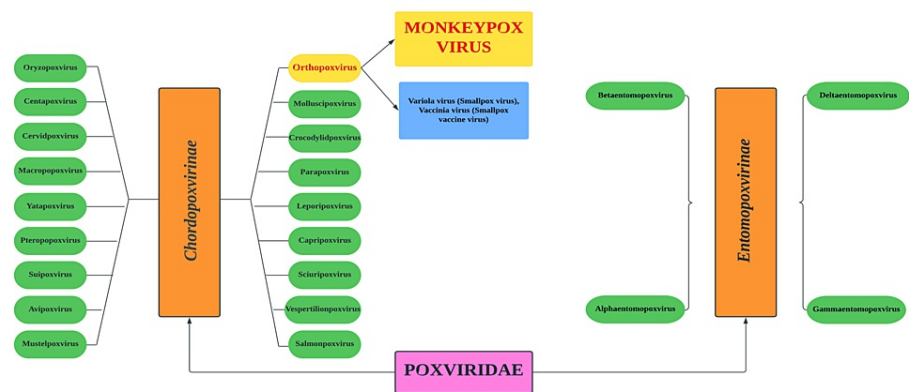 MONKEYPOX
VIRUS
Oryzopoxvirus
Centapoxvirus
Cervidpoxvirus
Macropopoxvirus
Yatapoxvirus
Pteropopoxvirus
Suipoxvirus
Avipoxvirus
Mustelpoxvirus
Chordopoxvirinae
Orthopoxvirus
Molluscipoxvirus
Crocodylidpoxvirus
Parapoxvirus
Leporipoxvirus
Capripoxvirus
Sciuripoxvirus
Vespertilionpoxvirus
Salmonpoxvirus
Variola virus (Smallpox virus),
Vaccinia virus (Smallpox
vaccine virus)
Betaentomopoxvirus
Alphaentomopoxvirus
Entomopoxvirinae
Deltaentomopoxvirus
Gammaentomopoxvirus
POXVIRIDAE